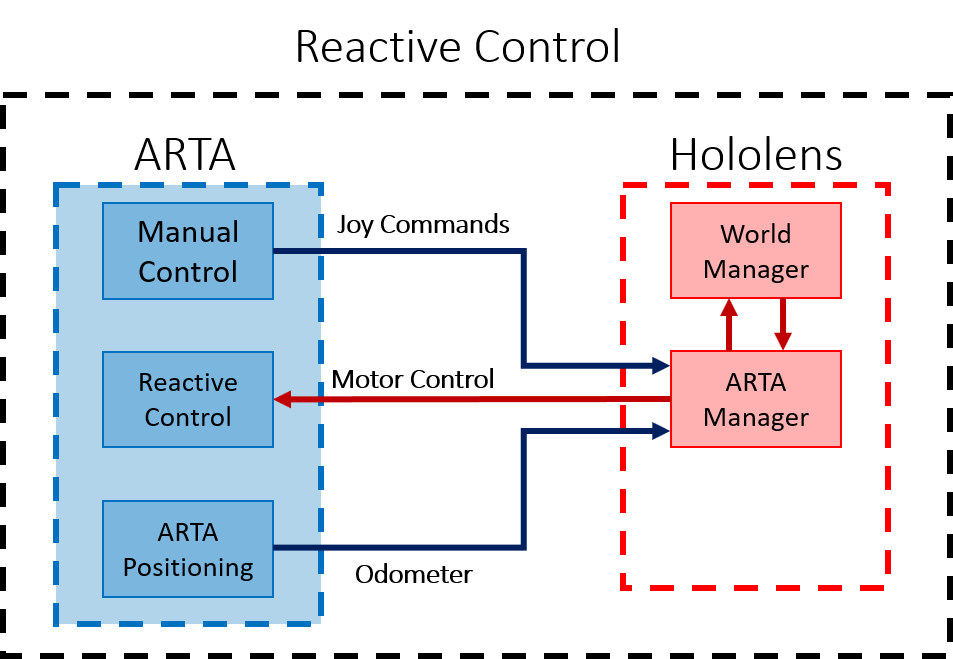 Reactive Control
ARTA
Hololens
Manual
Control
Joy Commands
World
Manager
Reactive
Control
Motor Control
ARTA
Manager
ARTA
Positioning
Odometer